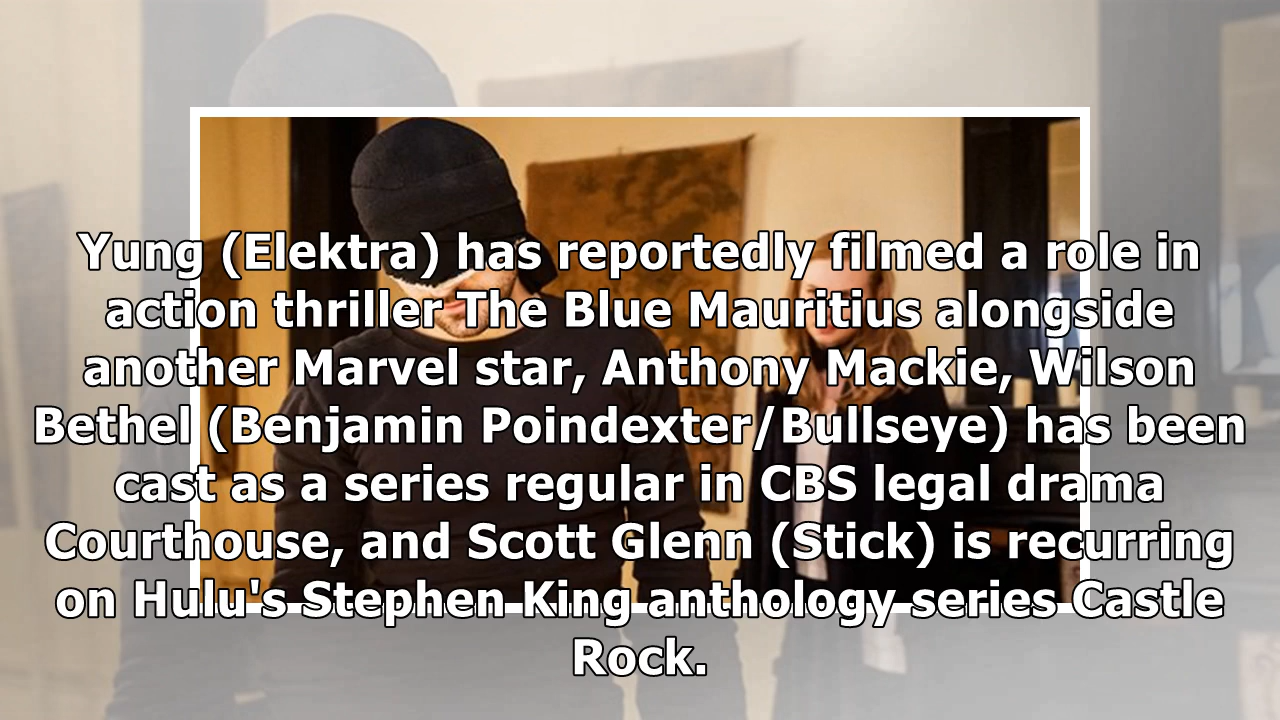 Yung (Elektra) has reportedly filmed a role in
action thriller The Blue Mauritius alongside
another Marvel star, Anthony Mackie, Wilson
Bethel (Benjamin Poindexter/Bullseye) has been
cast as a series regular in CBS legal drama
Courthouse, and Scott Glenn (Stick) is recurring
on Hulu's Stephen King anthology series Castle
Rock.